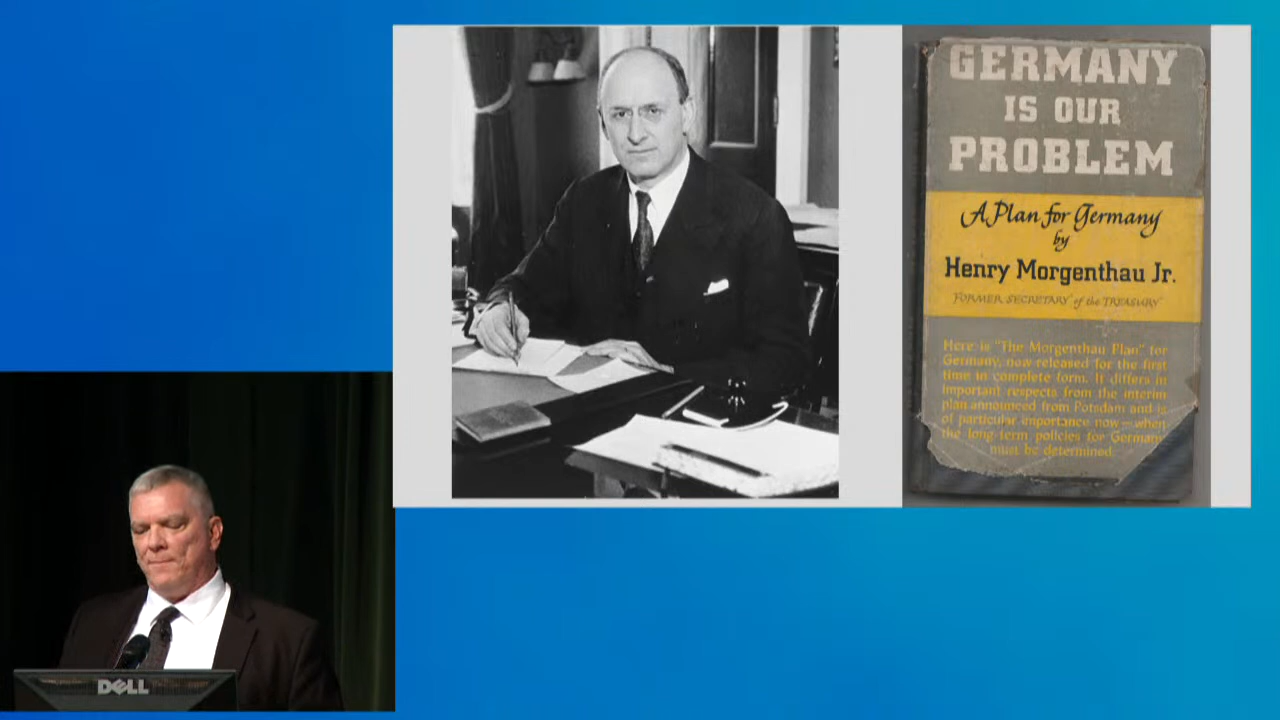 GERMANY
IS OUR
PROBLEM
A Plan for Germany
by
Henry Morgenthau Jr.
FORMER SECRETARY of the TREASURY
Here is "The Morgenthau Plan" for
Germany, now released for the first
time in complete form. It differs in
important respects from the interim
plan announced from Potsdam and is
of particular importance now—when
the long-term policies for Germany
must be determined.
DELL